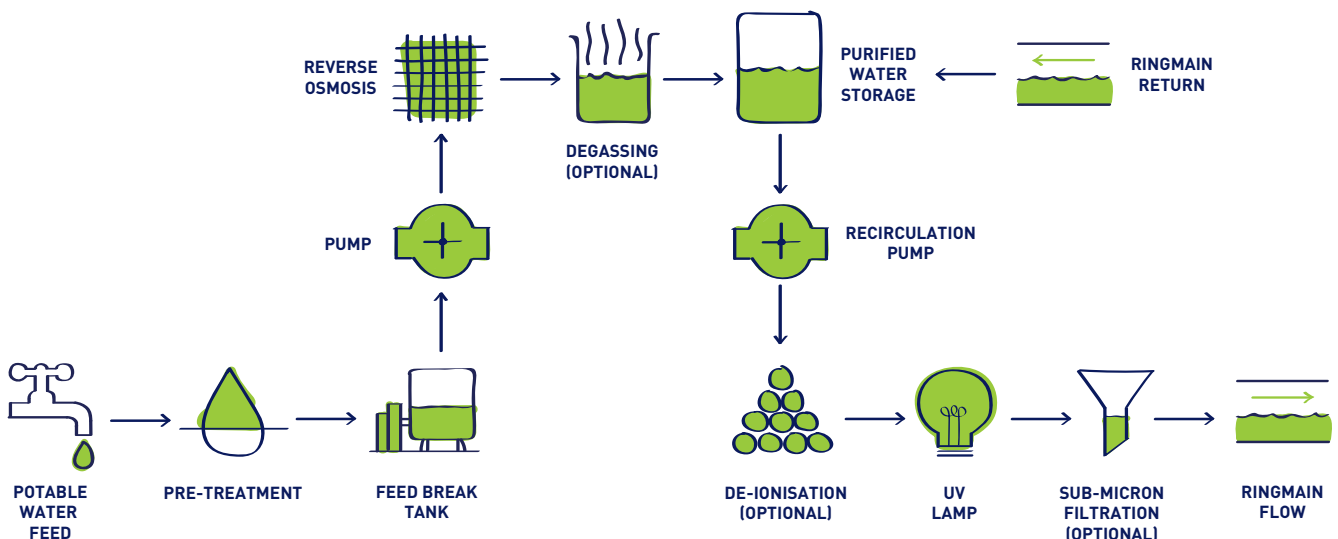 REVERSE
OSMOSIS
DEGASSING
(OPTIONAL)
PURIFIED
WATER
STORAGE
RINGMAIN
RETURN
PUMP
RECIRCULATION
PUMP
POTABLE
WATER
FEED
PRE-TREATMENT
FEED BREAK
TANK
DE-IONISATION
(OPTIONAL)
UV
LAMP
SUB-MICRON
FILTRATION
(OPTIONAL)
RINGMAIN
FLOW